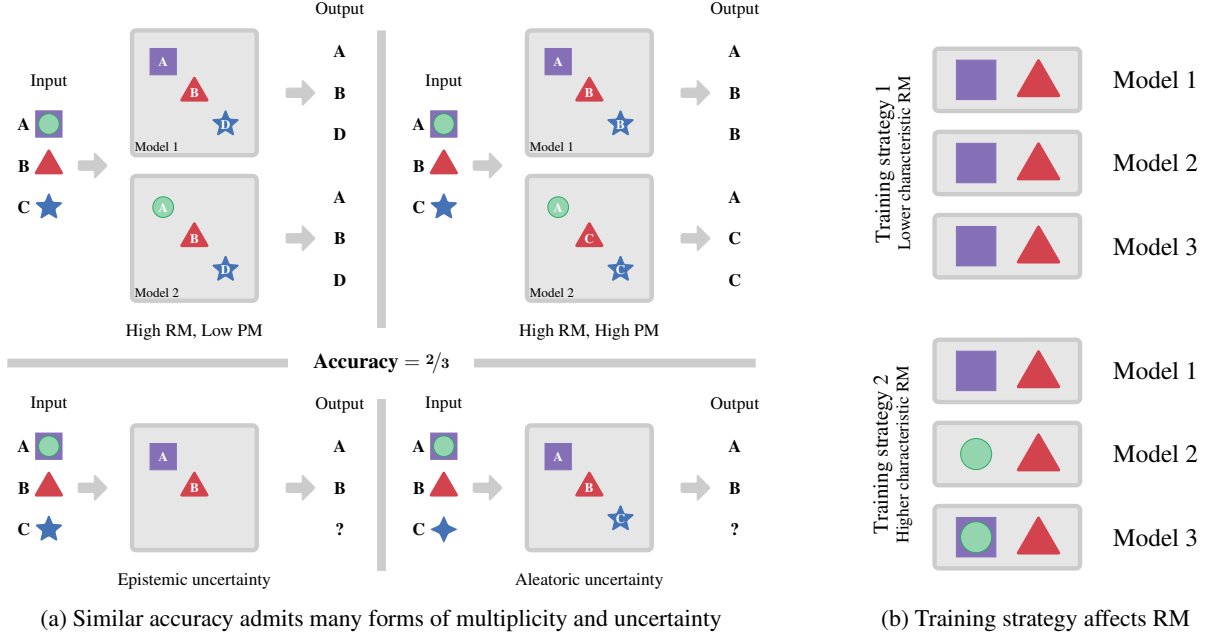 Output
Input
A
B
C
A
B
D
Model 1
A
B
D
A
B
D
Model 2
A
B
D
High RM, Low PM
Output
Input
A
B
C
A
B
B
Model 1
A
B
B
A
C
C
Model 2
A
C
C
High RM, High PM
Accuracy = 2/3
Input
Output
A
B
C
A
B
A
B
?
Epistemic uncertainty
Input
Output
A
B
C
A
B
C
A
B
?
Aleatoric uncertainty
(a) Similar accuracy admits many forms of multiplicity and uncertainty
Training strategy 1
Lower characteristic RM
Model 1
Model 2
Model 3
Training strategy 2
Higher characteristic RM
Model 1
Model 2
Model 3
(b) Training strategy affects RM